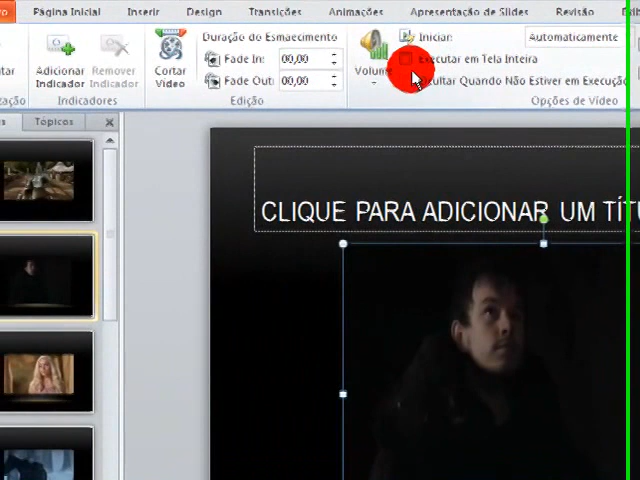 Página Inicial Inserir Design Transições Animações Apresentação de Slides Revisão
Adicionar Indicador
Remover Indicador
Indicadores
Cortar Vídeo
Duração do Esmaecimento
Fade In: 00,00
Fade Out: 00,00
Edição
Volume
Iniciar: Automaticamente
Executar em Tela Inteira
Ocultar Quando Não Estiver em Execução
Opções de Vídeo
Tópicos
CLIQUE PARA ADICIONAR UM